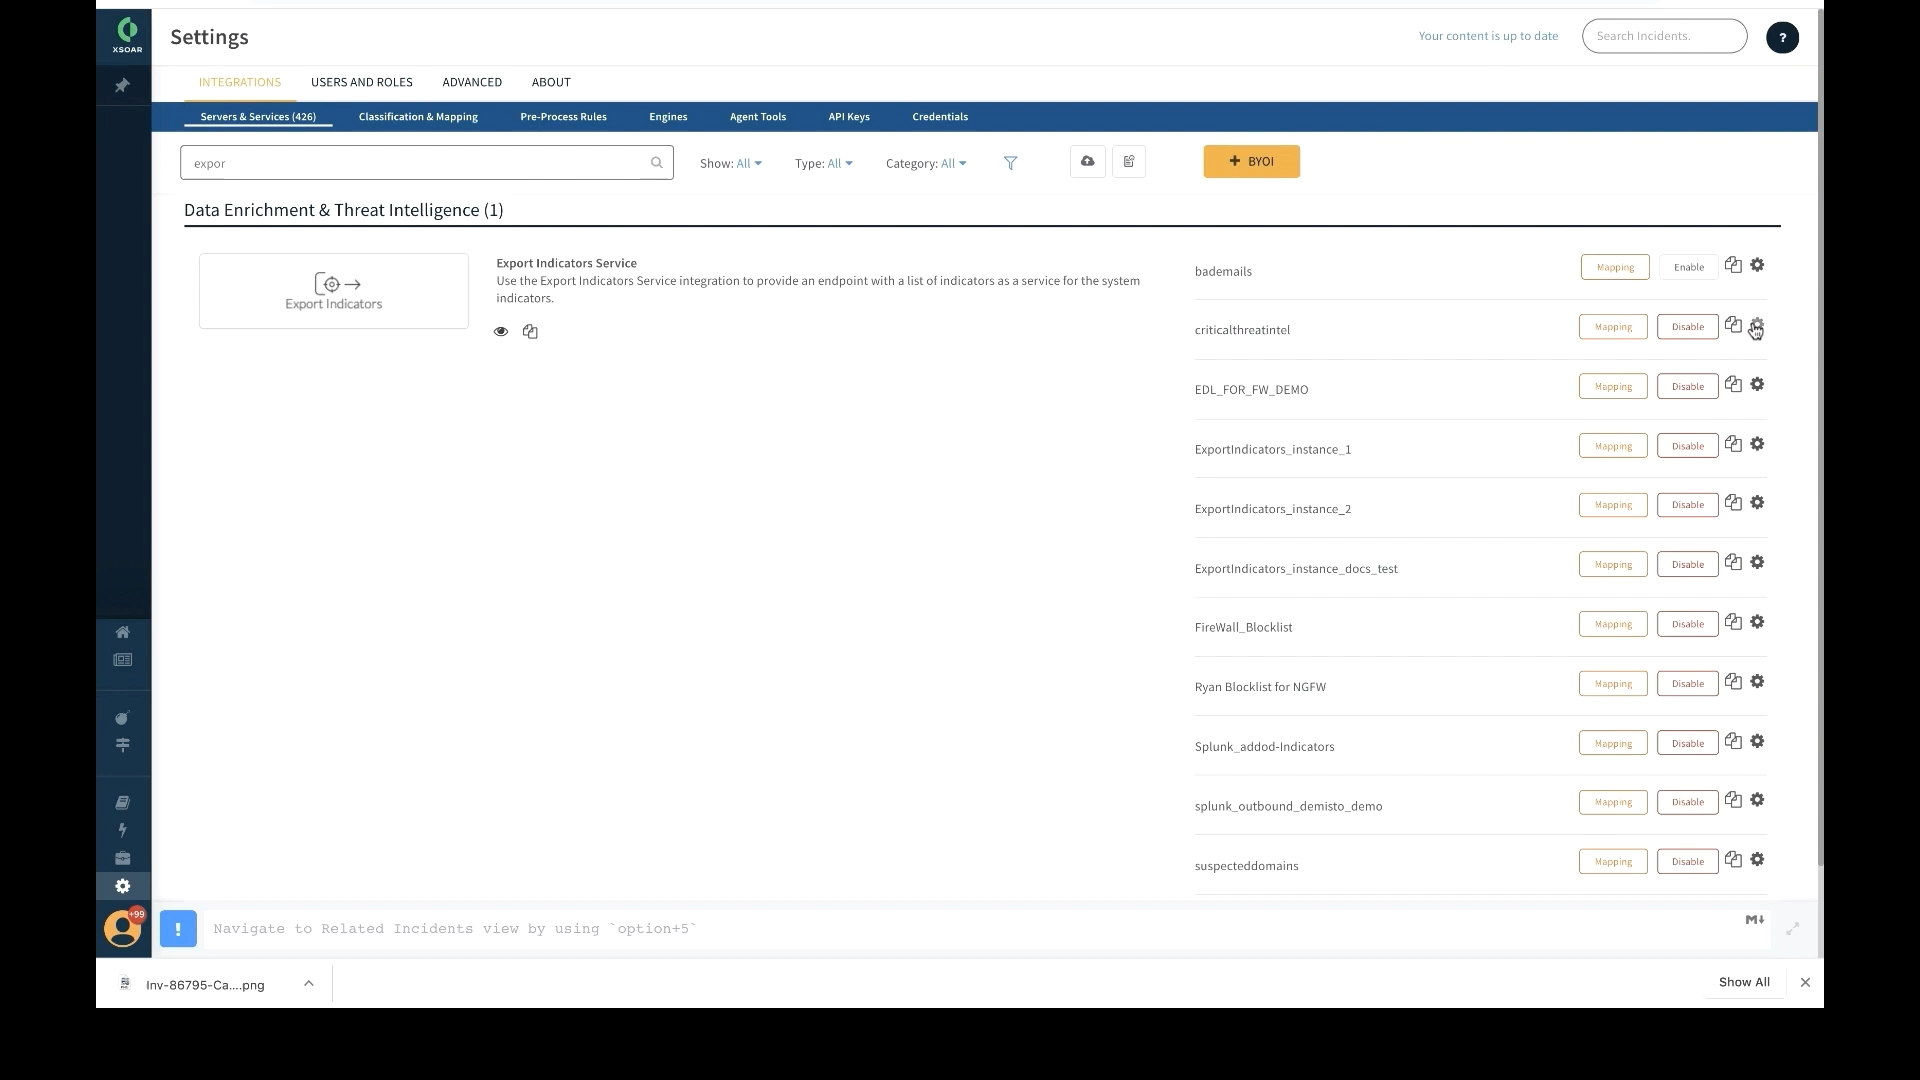 XSOAR
Settings
Your content is up to date
Search Incidents.
?
INTEGRATIONS
USERS AND ROLES
ADVANCED
ABOUT
Servers & Services (426)
Classification & Mapping
Pre-Process Rules
Engines
Agent Tools
API Keys
Credentials
expor
Show: All
Type: All
Category: All
+ BYOI
Data Enrichment & Threat Intelligence (1)
Export Indicators
Export Indicators Service
Use the Export Indicators Service integration to provide an endpoint with a list of indicators as a service for the system
indicators.
bademails
Mapping
Enable
criticalthreatintel
Mapping
Disable
EDL_FOR_FW_DEMO
Mapping
Disable
ExportIndicators_instance_1
Mapping
Disable
ExportIndicators_instance_2
Mapping
Disable
ExportIndicators_instance_docs_test
Mapping
Disable
FireWall_Blocklist
Mapping
Disable
Ryan Blocklist for NGFW
Mapping
Disable
Splunk_addod-Indicators
Mapping
Disable
splunk_outbound_demisto_demo
Mapping
Disable
suspecteddomains
Mapping
Disable
+99
!
Navigate to Related Incidents view by using `option+5`
M
Inv-86795-Ca....png
Show All